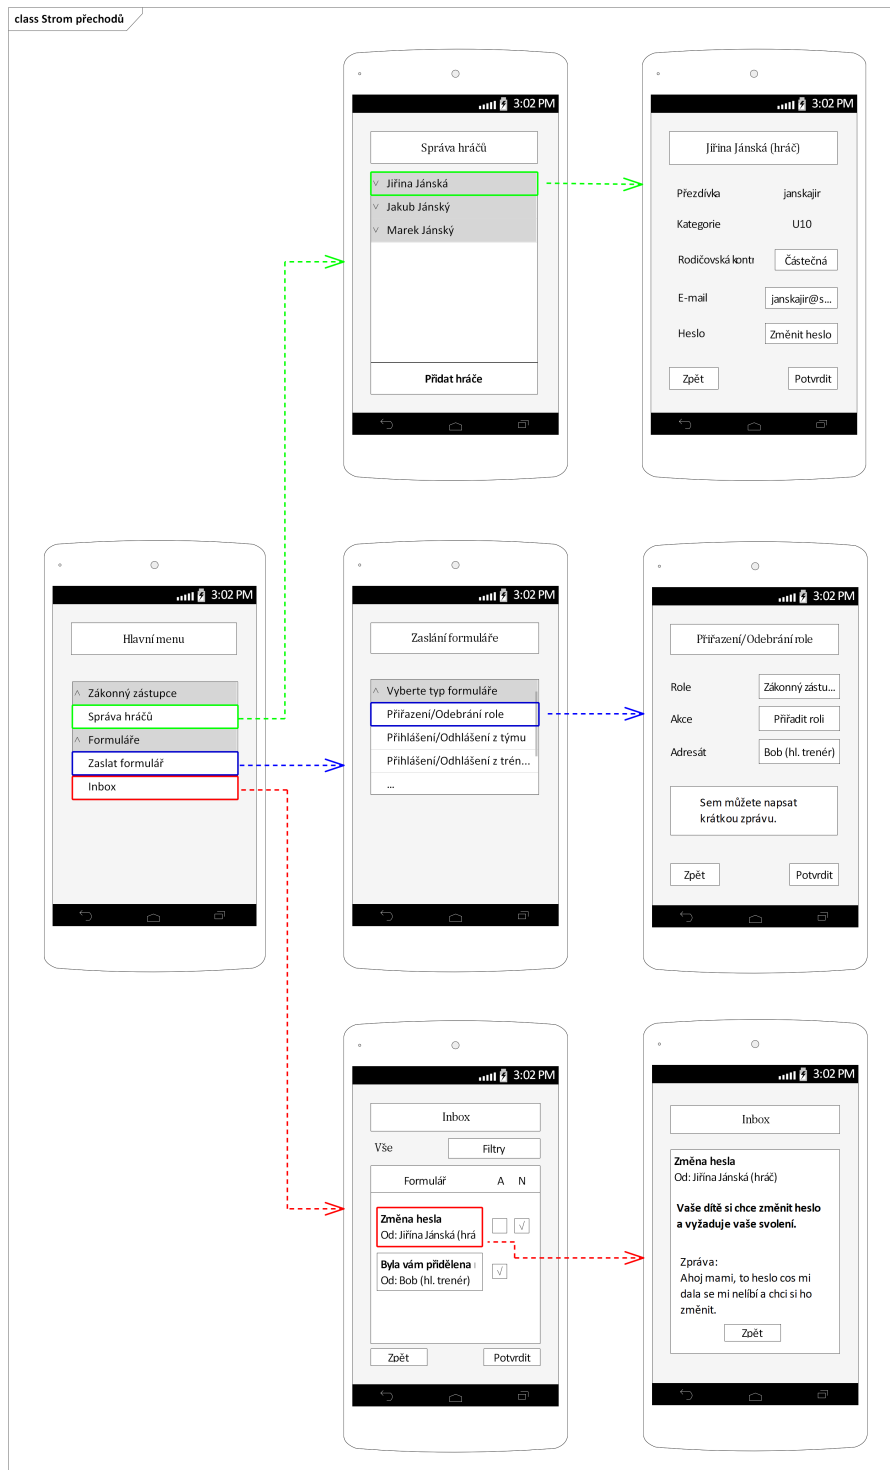 class Strom přechodů
3:02 PM
Správa hráčů
Jiřina Jánská
Jakub Jánský
Marek Jánský
Přidat hráče
3:02 PM
Jiřina Jánská (hráč)
Přezdívka janskajir
Kategorie U10
Rodičovská kontr Částečná
E-mail janskajir@s...
Heslo Změnit heslo
Zpět Potvrdit
3:02 PM
Hlavní menu
Zákonný zástupce
Správa hráčů
Formuláře
Zaslat formulář
Inbox
3:02 PM
Zaslání formuláře
Vyberte typ formuláře
Přiřazení/Odebrání role
Přihlášení/Odhlášení z týmu
Přihlášení/Odhlášení z trén...
...
3:02 PM
Přiřazení/Odebrání role
Role Zákonný zástu...
Akce Přiřadit roli
Adresát Bob (hl. trenér)
Sem můžete napsat
krátkou zprávu.
Zpět Potvrdit
3:02 PM
Inbox
Vše Filtry
Formulář A N
Změna hesla
Od: Jiřína Jánská (hrá
√
Byla vám přidělena
Od: Bob (hl. trenér)
√
Zpět Potvrdit
3:02 PM
Inbox
Změna hesla
Od: Jiřína Jánská (hráč)
Vaše dítě si chce změnit heslo
a vyžaduje vaše svolení.
Zpráva:
Ahoj mami, to heslo cos mi
dala se mi nelíbí a chci si ho
změnit.
Zpět